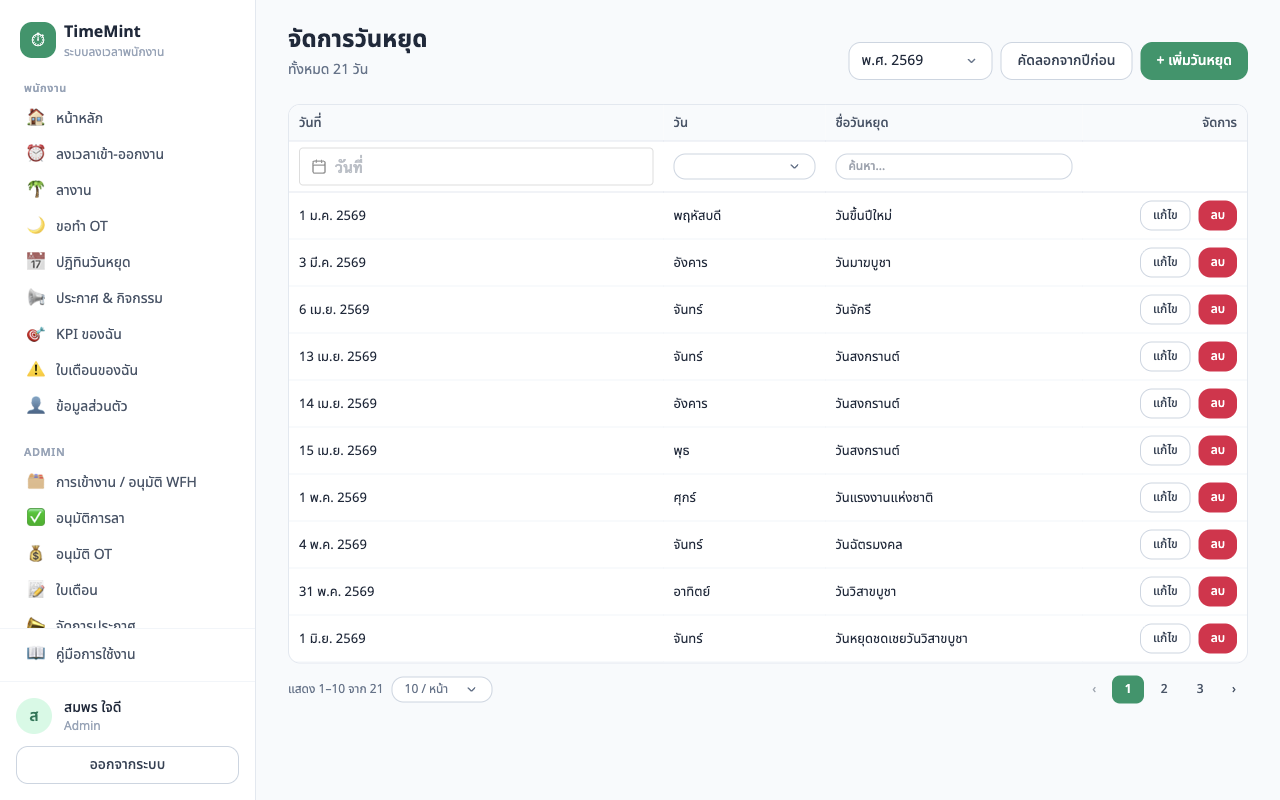 TimeMint
ระบบลงเวลาพนักงาน
พนักงาน
หน้าหลัก
ลงเวลาเข้า-ออกงาน
ลางาน
ขอทำ OT
ปฏิทินวันหยุด
ประกาศ & กิจกรรม
KPI ของฉัน
ใบเตือนของฉัน
ข้อมูลส่วนตัว
ADMIN
การเข้างาน / อนุมัติ WFH
อนุมัติการลา
อนุมัติ OT
ใบเตือน
จัดการประกาศ
คู่มือการใช้งาน
ส
สมพร ใจดี
Admin
ออกจากระบบ
จัดการวันหยุด
ทั้งหมด 21 วัน
พ.ศ. 2569
คัดลอกจากปีก่อน
+ เพิ่มวันหยุด
วันที่ วัน ชื่อวันหยุด จัดการ
วันที่ ค้นหา...
1 ม.ค. 2569 พฤหัสบดี วันขึ้นปีใหม่ แก้ไข ลบ
3 มี.ค. 2569 อังคาร วันมาฆบูชา แก้ไข ลบ
6 เม.ย. 2569 จันทร์ วันจักรี แก้ไข ลบ
13 เม.ย. 2569 จันทร์ วันสงกรานต์ แก้ไข ลบ
14 เม.ย. 2569 อังคาร วันสงกรานต์ แก้ไข ลบ
15 เม.ย. 2569 พุธ วันสงกรานต์ แก้ไข ลบ
1 พ.ค. 2569 ศุกร์ วันแรงงานแห่งชาติ แก้ไข ลบ
4 พ.ค. 2569 จันทร์ วันฉัตรมงคล แก้ไข ลบ
31 พ.ค. 2569 อาทิตย์ วันวิสาขบูชา แก้ไข ลบ
1 มิ.ย. 2569 จันทร์ วันหยุดชดเชยวันวิสาขบูชา แก้ไข ลบ
แสดง 1–10 จาก 21 10 / หน้า ‹ 1 2 3 ›